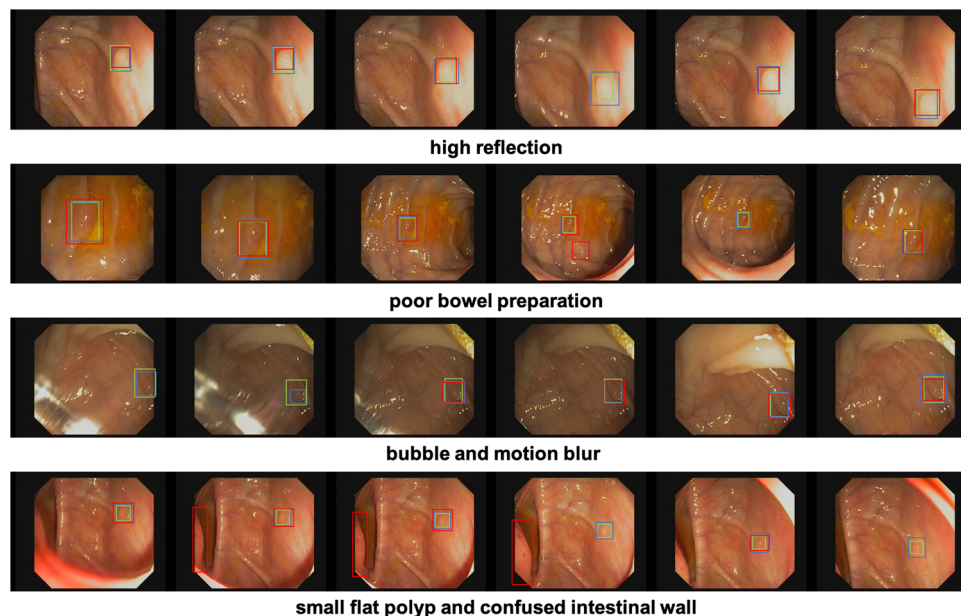 high reflection
poor bowel preparation
bubble and motion blur
small flat polyp and confused intestinal wall